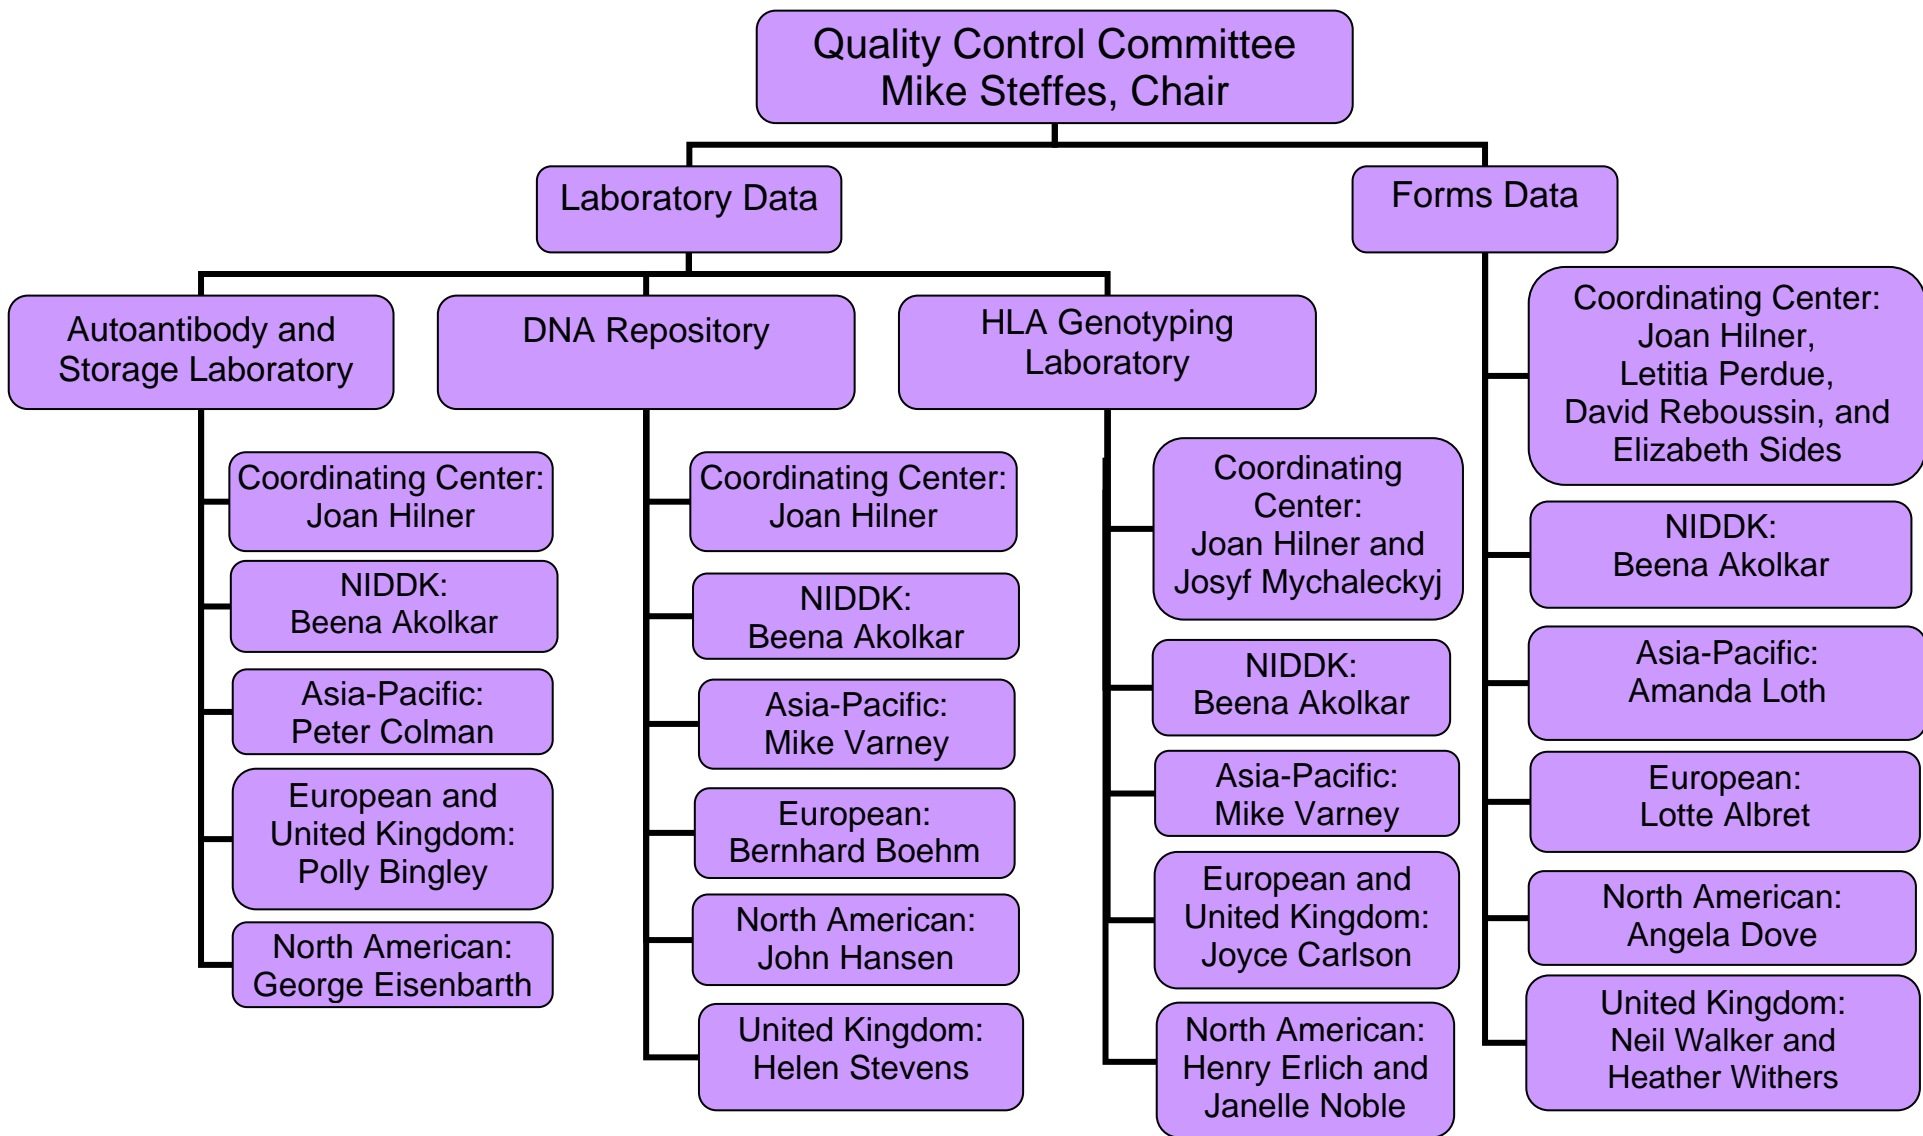 Quality Control Committee
Mike Steffes, Chair
Laboratory Data
Forms Data
Autoantibody and
Storage Laboratory
DNA Repository
HLA Genotyping
Laboratory
Coordinating Center:
Joan Hilner
NIDDK:
Beena Akolkar
Asia-Pacific:
Peter Colman
European and
United Kingdom:
Polly Bingley
North American:
George Eisenbarth
Coordinating Center:
Joan Hilner
NIDDK:
Beena Akolkar
Asia-Pacific:
Mike Varney
European:
Bernhard Boehm
North American:
John Hansen
United Kingdom:
Helen Stevens
Coordinating
Center:
Joan Hilner and
Josyf Mychaleckyj
NIDDK:
Beena Akolkar
Asia-Pacific:
Mike Varney
European and
United Kingdom:
Joyce Carlson
North American:
Henry Erlich and
Janelle Noble
Coordinating Center:
Joan Hilner,
Letitia Perdue,
David Reboussin, and
Elizabeth Sides
NIDDK:
Beena Akolkar
Asia-Pacific:
Amanda Loth
European:
Lotte Albret
North American:
Angela Dove
United Kingdom:
Neil Walker and
Heather Withers